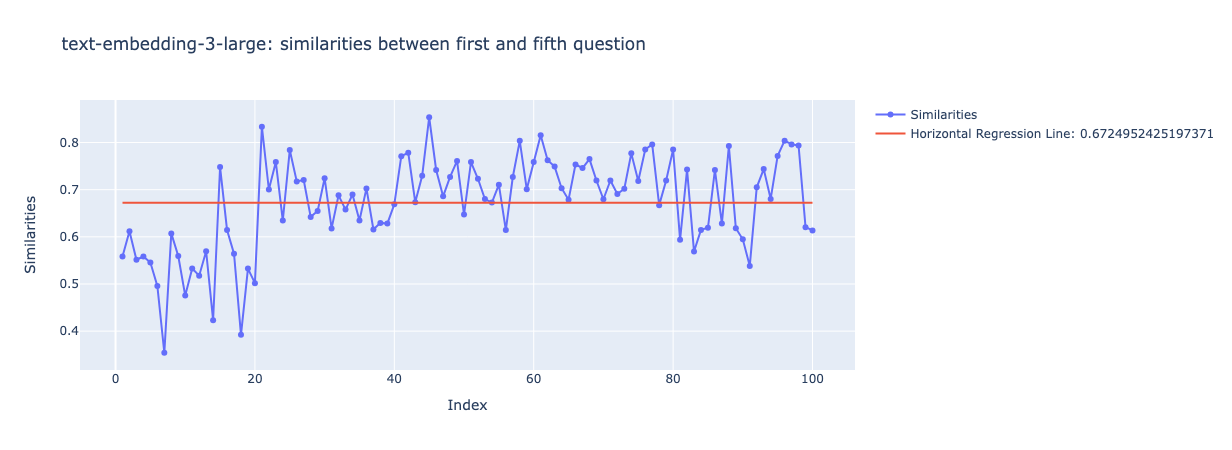 text-embedding-3-large: similarities between first and fifth question
Similarities
Horizontal Regression Line: 0.6724952425197371
Similarities
0.8
0.7
0.6
0.5
0.4
0
20
40
60
80
100
Index